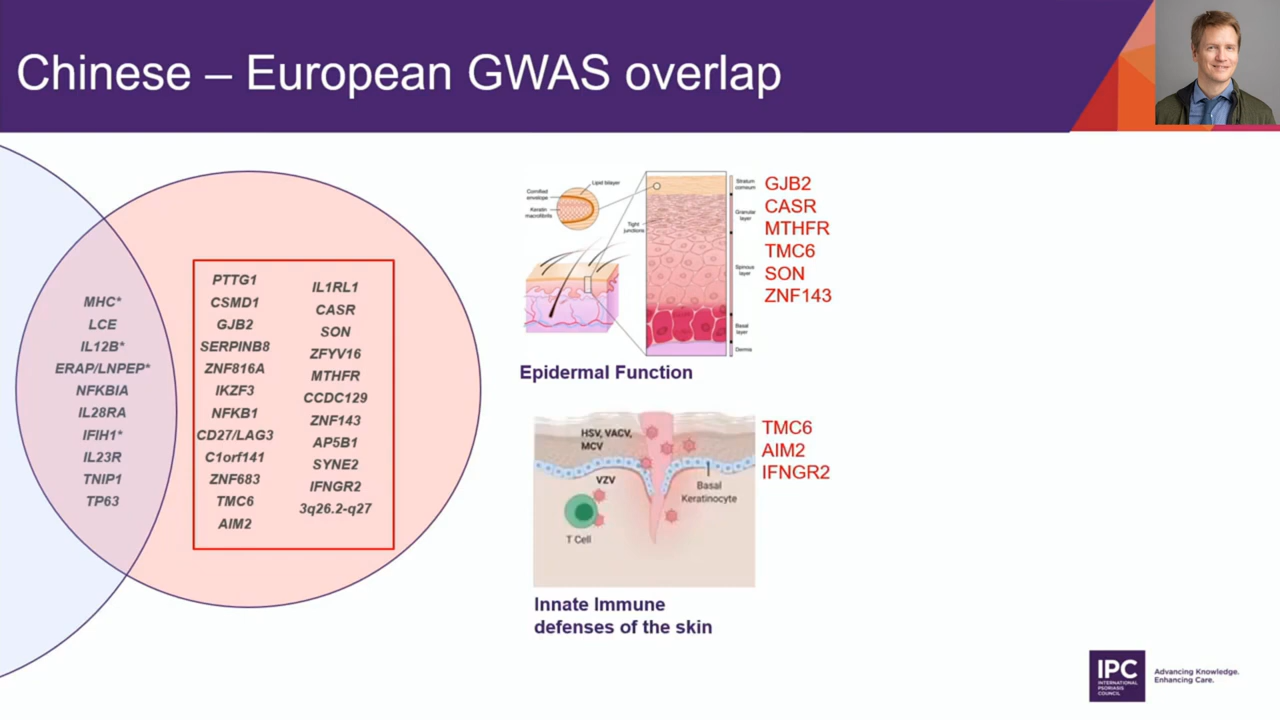 Chinese – European GWAS overlap
MHC*
LCE
IL12B*
ERAP/LNPEP*
NFKBIA
IL28RA
IFIH1*
IL23R
TNIP1
TP63
PTTG1
CSMD1
GJB2
SERPINB8
ZNF816A
IKZF3
NFKB1
CD27/LAG3
C1orf141
ZNF683
TMC6
AIM2
IL1RL1
CASR
SON
ZFYV16
MTHFR
CCDC129
ZNF143
AP5B1
SYNE2
IFNGR2
3q26.2-q27
Cornified
envelope
Keratin
macrofibrils
Lipid bilayer
Tight
junctions
Stratum
corneum
Granular
layer
Spinous
layer
Basal
layer
Dermis
GJB2
CASR
MTHFR
TMC6
SON
ZNF143
Epidermal Function
HSV, VACV,
MCV
VZV
T Cell
Basal
Keratinocyte
TMC6
AIM2
IFNGR2
Innate Immune
defenses of the skin
IPC
INTERNATIONAL
PSORIASIS
COUNCIL
Advancing Knowledge.
Enhancing Care.